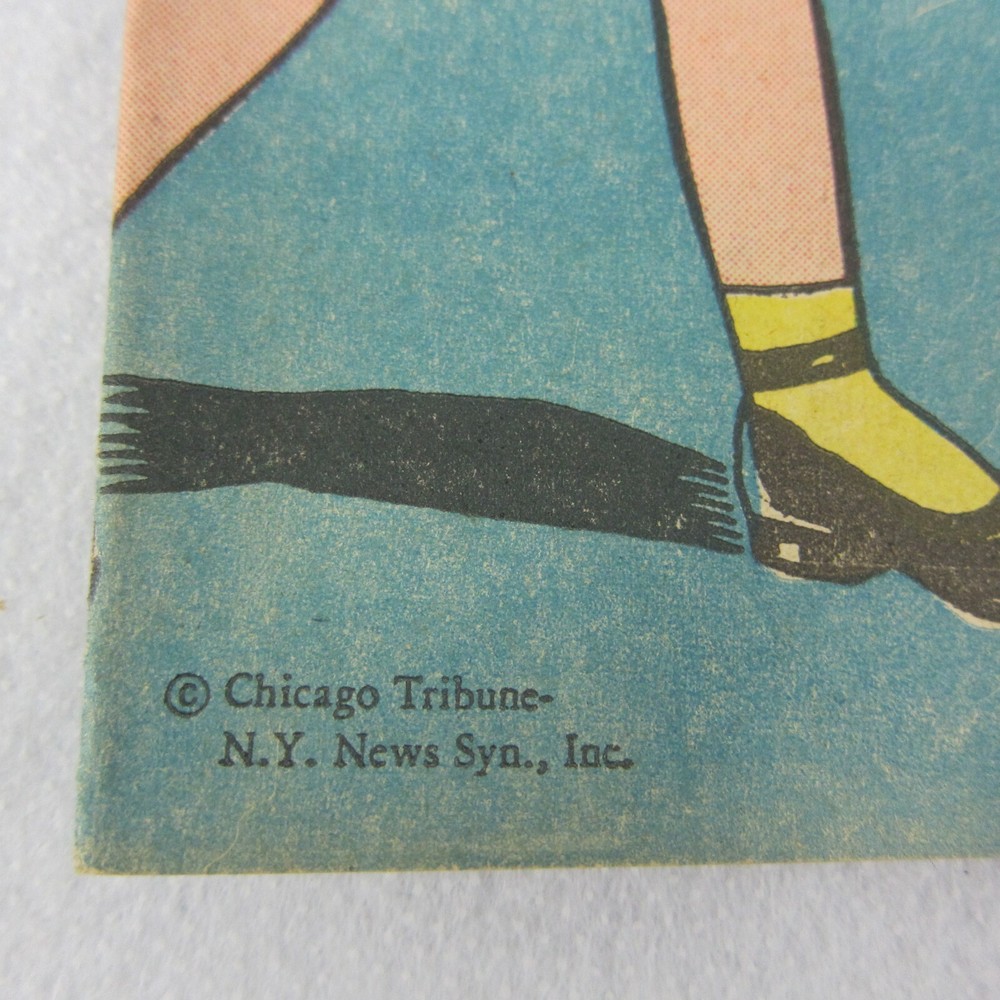 © Chicago Tribune-
N.Y. News Syn., Inc.